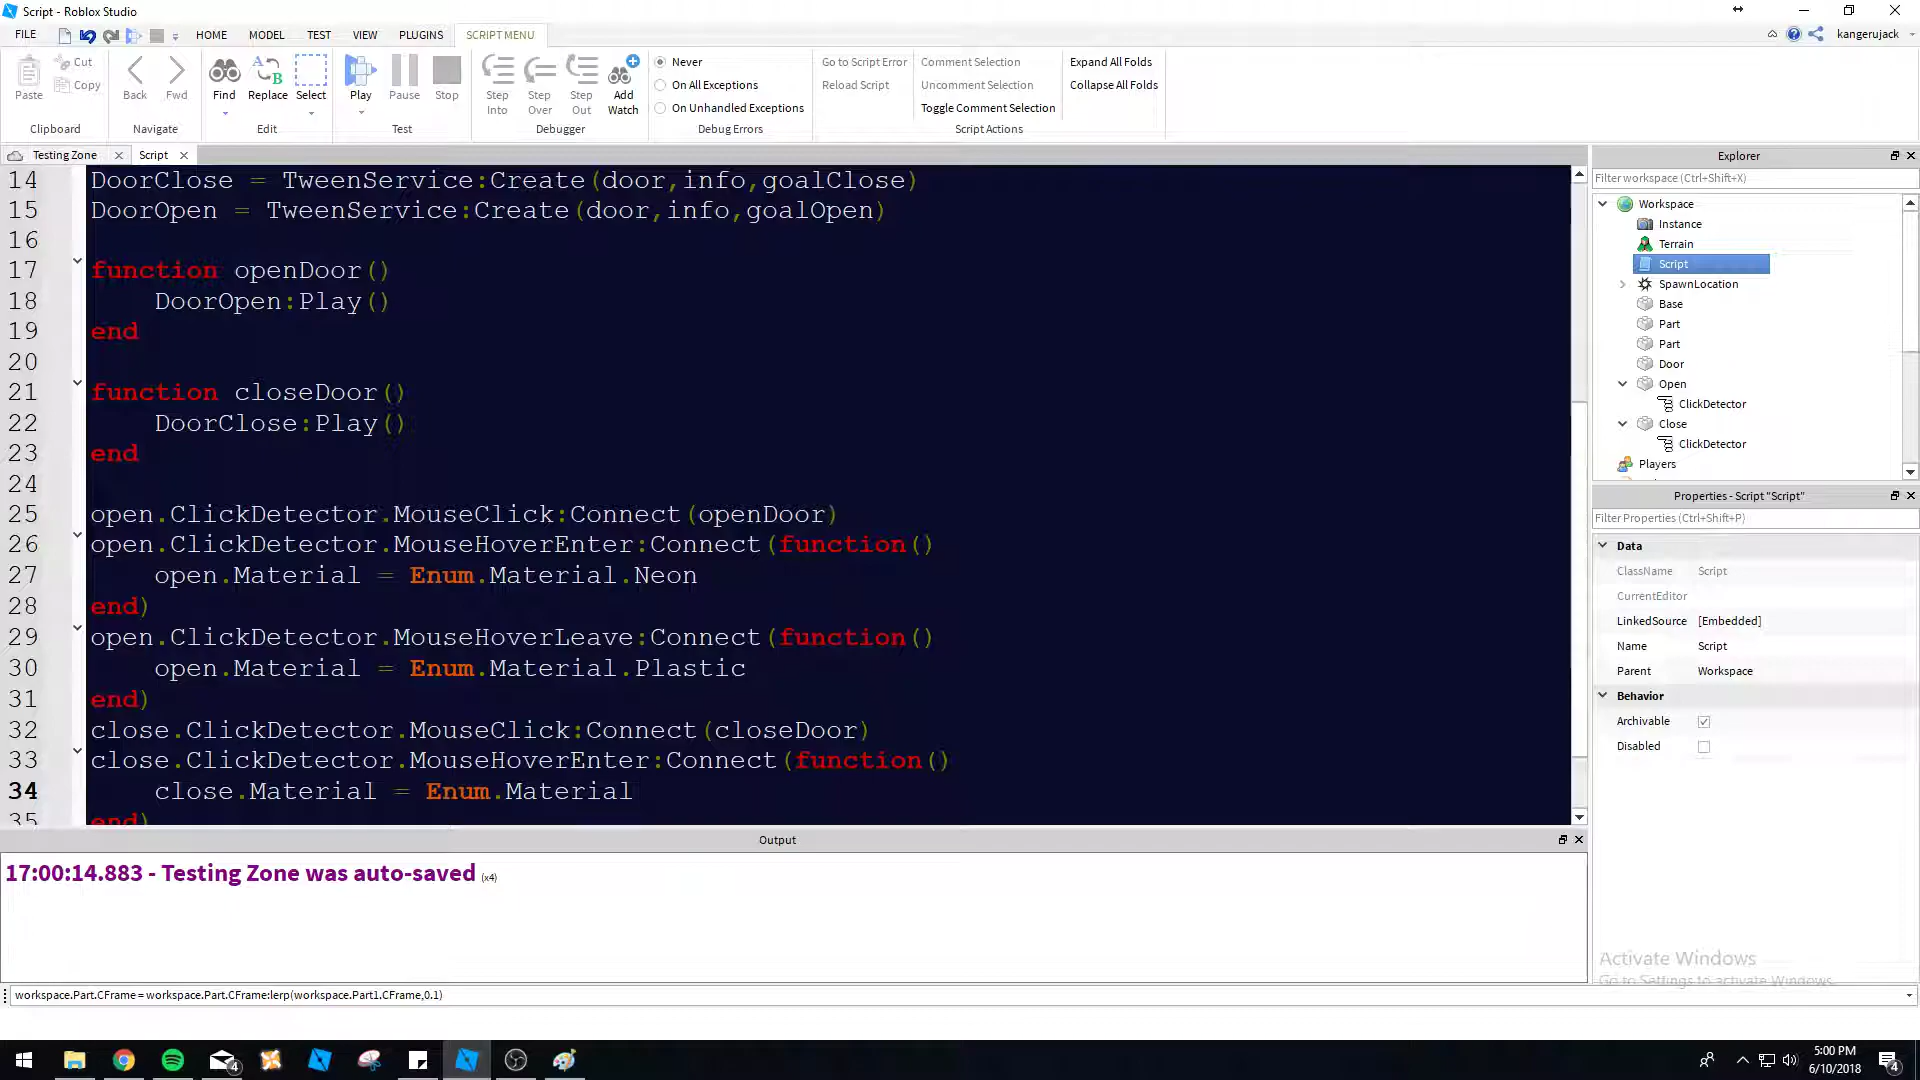 Script - Roblox Studio
FILE HOME MODEL TEST VIEW PLUGINS SCRIPT MENU kangerujack
Paste Cut Copy Back Fwd Find Replace Select Play Pause Stop Step Into Step Over Step Out Add Watch
Never
On All Exceptions
On Unhandled Exceptions
Go to Script Error
Reload Script
Comment Selection
Uncomment Selection
Toggle Comment Selection
Expand All Folds
Collapse All Folds
Clipboard Navigate Edit Test Debugger Debug Errors Script Actions
Testing Zone Script
14 DoorClose = TweenService:Create(door,info,goalClose)
15 DoorOpen = TweenService:Create(door,info,goalOpen)
16
17 function openDoor()
18 DoorOpen:Play()
19 end
20
21 function closeDoor()
22 DoorClose:Play()
23 end
24
25 open.ClickDetector.MouseClick:Connect(openDoor)
26 open.ClickDetector.MouseHoverEnter:Connect(function()
27 open.Material = Enum.Material.Neon
28 end)
29 open.ClickDetector.MouseHoverLeave:Connect(function()
30 open.Material = Enum.Material.Plastic
31 end)
32 close.ClickDetector.MouseClick:Connect(closeDoor)
33 close.ClickDetector.MouseHoverEnter:Connect(function()
34 close.Material = Enum.Material
35 end)
Explorer
Filter workspace (Ctrl+Shift+X)
Workspace
Instance
Terrain
Script
SpawnLocation
Base
Part
Part
Door
Open
ClickDetector
Close
ClickDetector
Players
Properties - Script "Script"
Filter Properties (Ctrl+Shift+P)
Data
ClassName Script
CurrentEditor
LinkedSource [Embedded]
Name Script
Parent Workspace
Behavior
Archivable
Disabled
Output
17:00:14.883 - Testing Zone was auto-saved (x4)
workspace.Part.CFrame = workspace.Part.CFrame:lerp(workspace.Part1.CFrame,0.1)
Activate Windows
Go to Settings to activate Windows.
4
5:00 PM
6/10/2018
4